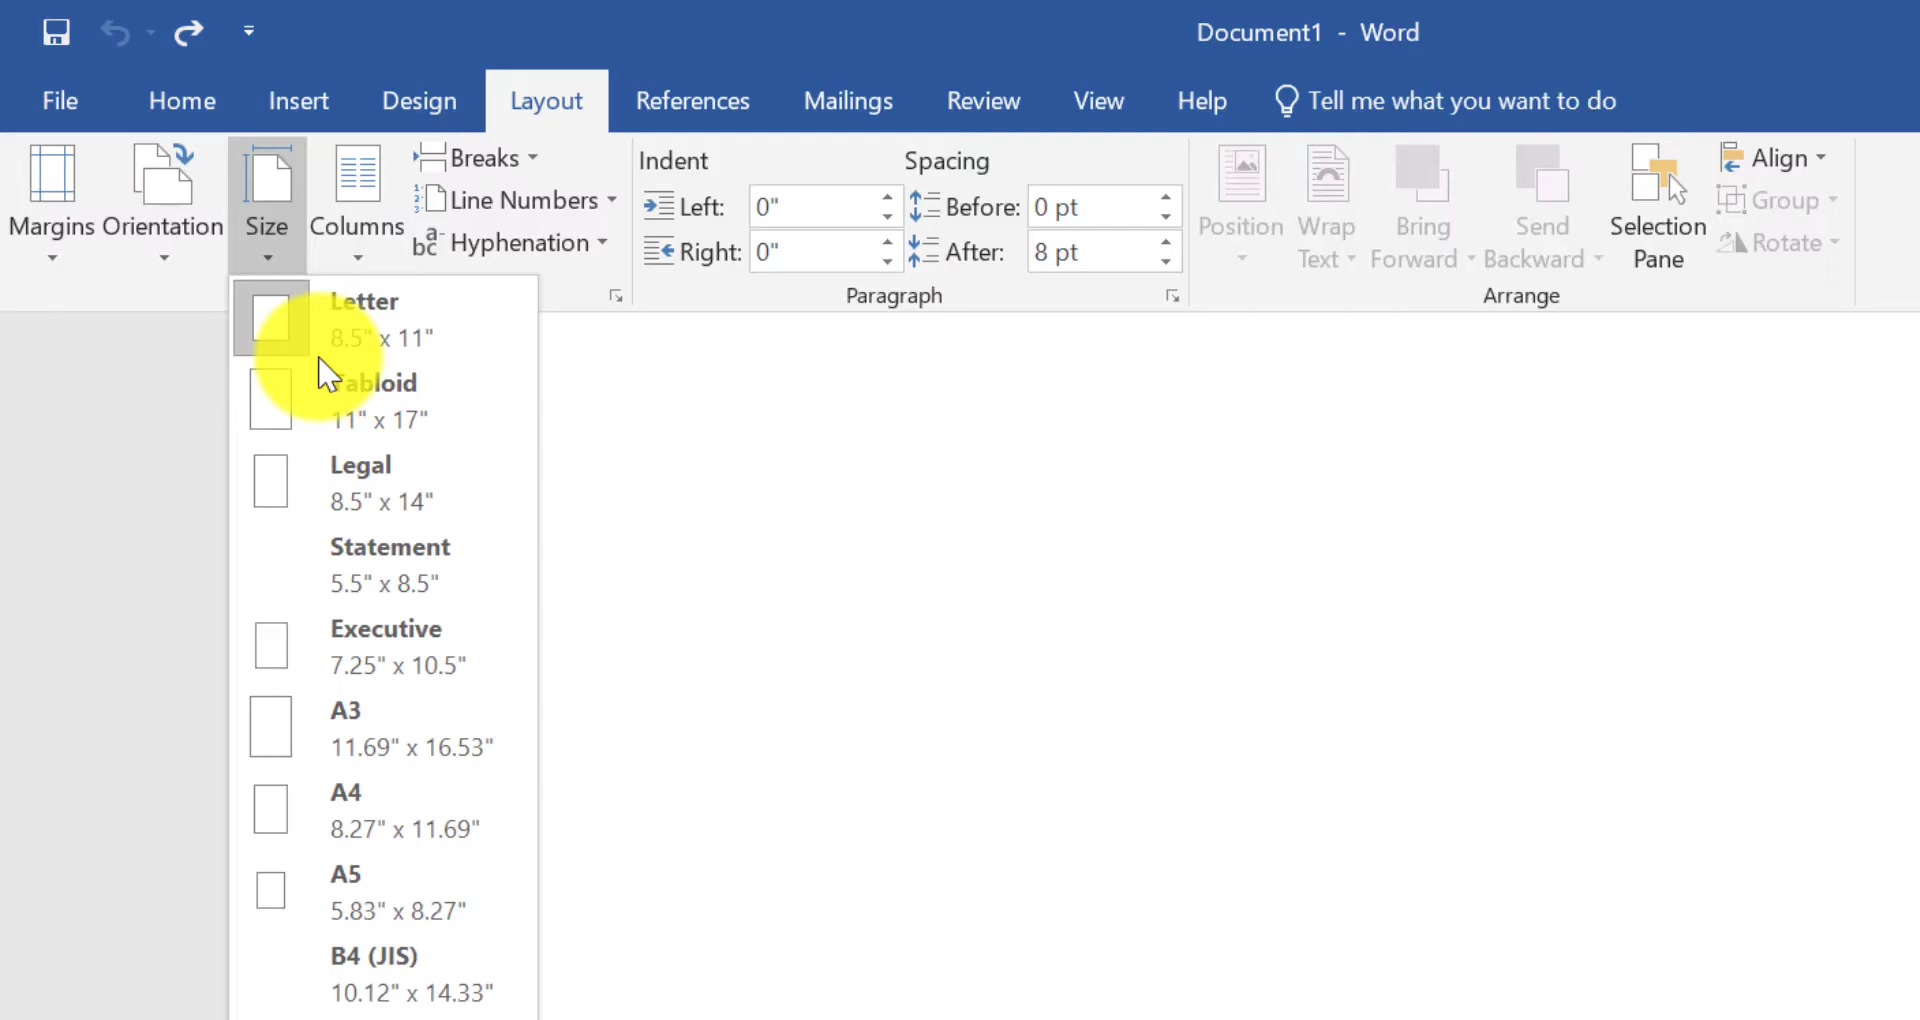 Document1 - Word
File Home Insert Design Layout References Mailings Review View Help Tell me what you want to do
Margins
Orientation
Size
Columns
Breaks
Line Numbers
Hyphenation
Indent
Left: 0"
Right: 0"
Spacing
Before: 0 pt
After: 8 pt
Paragraph
Position
Wrap
Text
Bring
Forward
Send
Backward
Selection
Pane
Align
Group
Rotate
Arrange
Letter
8.5" x 11"
Tabloid
11" x 17"
Legal
8.5" x 14"
Statement
5.5" x 8.5"
Executive
7.25" x 10.5"
A3
11.69" x 16.53"
A4
8.27" x 11.69"
A5
5.83" x 8.27"
B4 (JIS)
10.12" x 14.33"